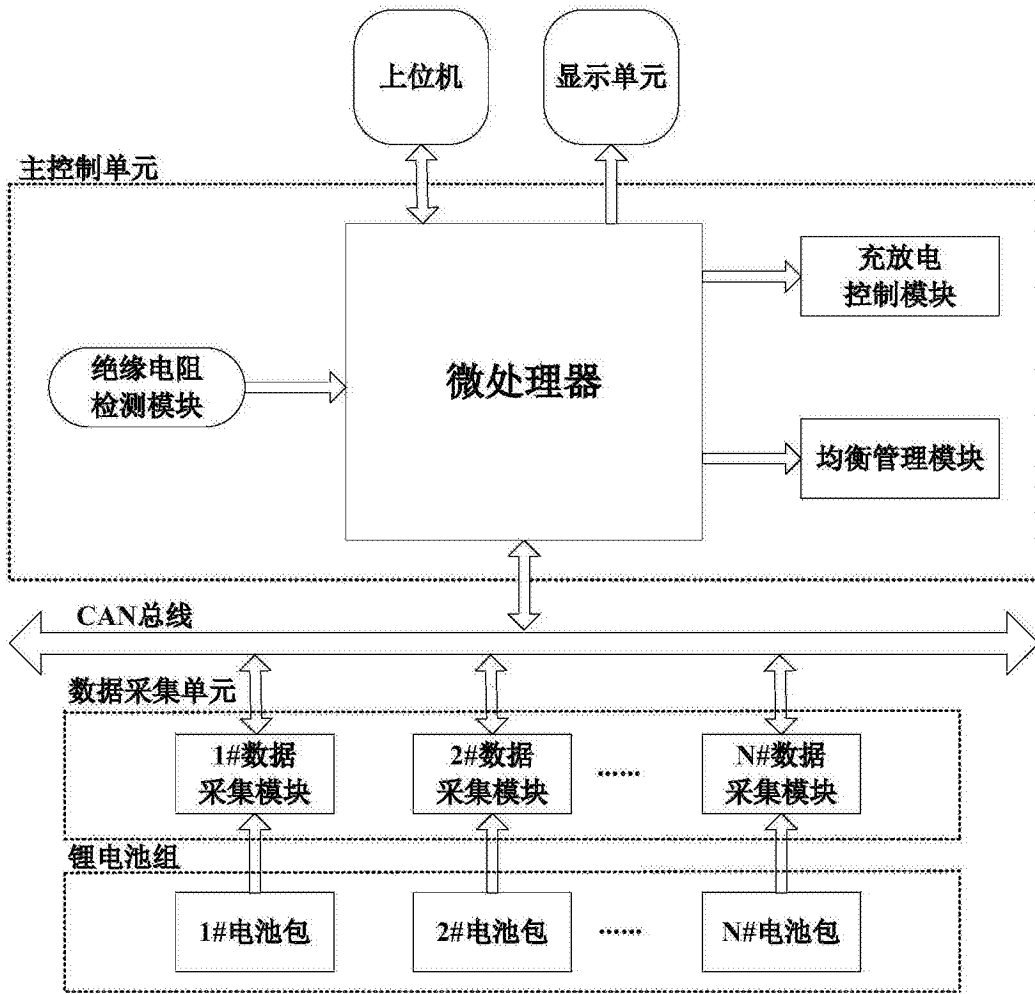 上位机
显示单元
主控制单元
充放电
控制模块
绝缘电阻
检测模块
微处理器
均衡管理模块
CAN总线
数据采集单元
1#数据
采集模块
2#数据
采集模块
······
N#数据
采集模块
锂电池组
1#电池包
2#电池包
······
N#电池包